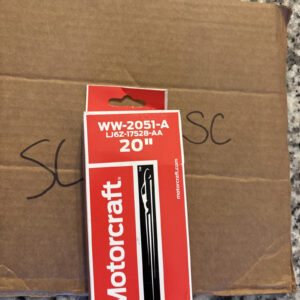 WW-2051-A
LJ6Z-17528-AA
20"
SC
SC
Motorcraft®
motorcraft.com